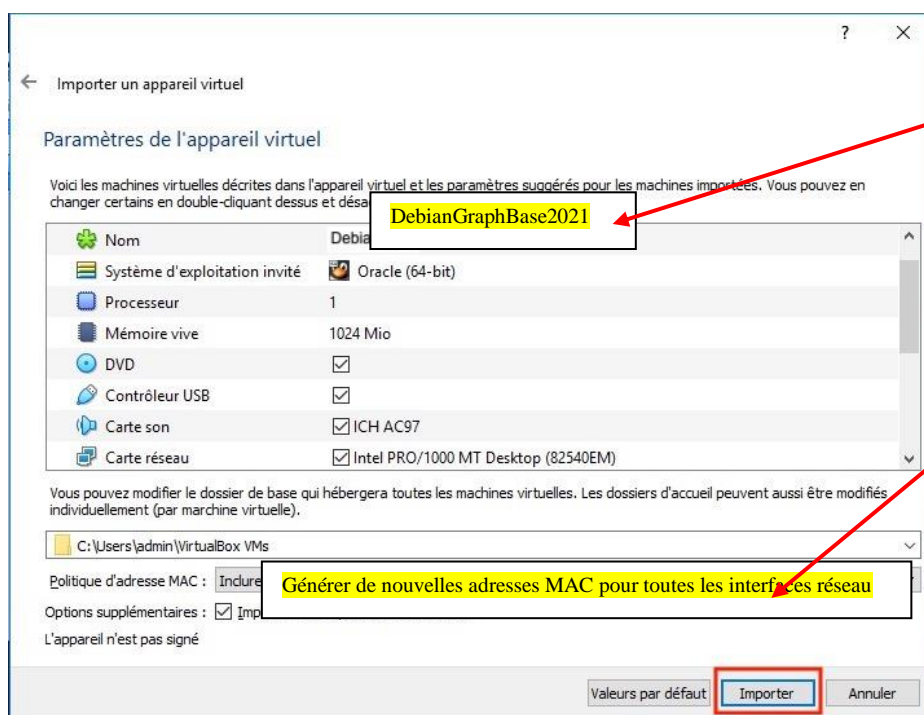 ?
Importer un appareil virtuel
Paramètres de l'appareil virtuel
Voici les machines virtuelles décrites dans l'appareil virtuel et les paramètres suggérés pour les machines importées. Vous pouvez en
changer certains en double-cliquant dessus et désa
DebianGraphBase2021
Nom Debia
Système d'exploitation invité Oracle (64-bit)
Processeur 1
Mémoire vive 1024 Mio
DVD
Contrôleur USB
Carte son ICH AC97
Carte réseau Intel PRO/1000 MT Desktop (82540EM)
Vous pouvez modifier le dossier de base qui hébergera toutes les machines virtuelles. Les dossiers d'accueil peuvent aussi être modifiés
individuellement (par marchine virtuelle).
C:\Users\admin\VirtualBox VMs
Politique d'adresse MAC : Inclure
Générer de nouvelles adresses MAC pour toutes les interfaces réseau
Options supplémentaires : Imp
L'appareil n'est pas signé
Valeurs par défaut Importer Annuler